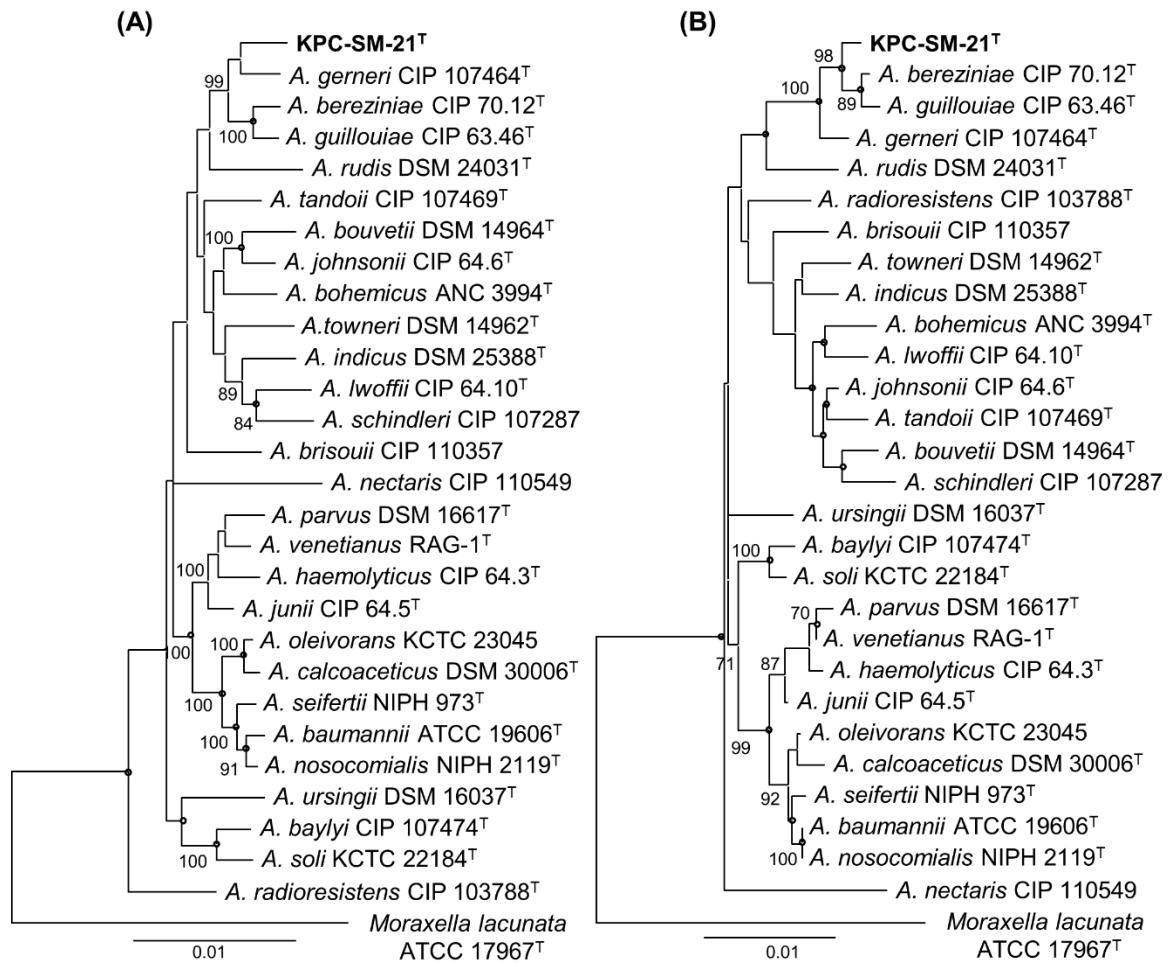 (A)
KPC-SM-21ᵀ
99
A. gerneri CIP 107464ᵀ
A. bereziniae CIP 70.12ᵀ
100
A. guillouiae CIP 63.46ᵀ
A. rudis DSM 24031ᵀ
A. tandoii CIP 107469ᵀ
100
A. bouvetii DSM 14964ᵀ
A. johnsonii CIP 64.6ᵀ
A. bohemicus ANC 3994ᵀ
A.towneri DSM 14962ᵀ
A. indicus DSM 25388ᵀ
89
A. lwoffii CIP 64.10ᵀ
84
A. schindleri CIP 107287
A. brisouii CIP 110357
A. nectaris CIP 110549
A. parvus DSM 16617ᵀ
A. venetianus RAG-1ᵀ
100
A. haemolyticus CIP 64.3ᵀ
A. junii CIP 64.5ᵀ
100
100
A. oleivorans KCTC 23045
A. calcoaceticus DSM 30006ᵀ
100
A. seifertii NIPH 973ᵀ
100
A. baumannii ATCC 19606ᵀ
91
A. nosocomialis NIPH 2119ᵀ
A. ursingii DSM 16037ᵀ
A. baylyi CIP 107474ᵀ
100
A. soli KCTC 22184ᵀ
A. radioresistens CIP 103788ᵀ
Moraxella lacunata
ATCC 17967ᵀ
0.01
(B)
KPC-SM-21ᵀ
98
A. bereziniae CIP 70.12ᵀ
100
89
A. guillouiae CIP 63.46ᵀ
A. gerneri CIP 107464ᵀ
A. rudis DSM 24031ᵀ
A. radioresistens CIP 103788ᵀ
A. brisouii CIP 110357
A. towneri DSM 14962ᵀ
A. indicus DSM 25388ᵀ
A. bohemicus ANC 3994ᵀ
A. lwoffii CIP 64.10ᵀ
A. johnsonii CIP 64.6ᵀ
A. tandoii CIP 107469ᵀ
A. bouvetii DSM 14964ᵀ
A. schindleri CIP 107287
A. ursingii DSM 16037ᵀ
100
A. baylyi CIP 107474ᵀ
A. soli KCTC 22184ᵀ
70
A. parvus DSM 16617ᵀ
A. venetianus RAG-1ᵀ
71
87
A. haemolyticus CIP 64.3ᵀ
A. junii CIP 64.5ᵀ
99
A. oleivorans KCTC 23045
A. calcoaceticus DSM 30006ᵀ
92
A. seifertii NIPH 973ᵀ
A. baumannii ATCC 19606ᵀ
100
A. nosocomialis NIPH 2119ᵀ
A. nectaris CIP 110549
Moraxella lacunata
ATCC 17967ᵀ
0.01